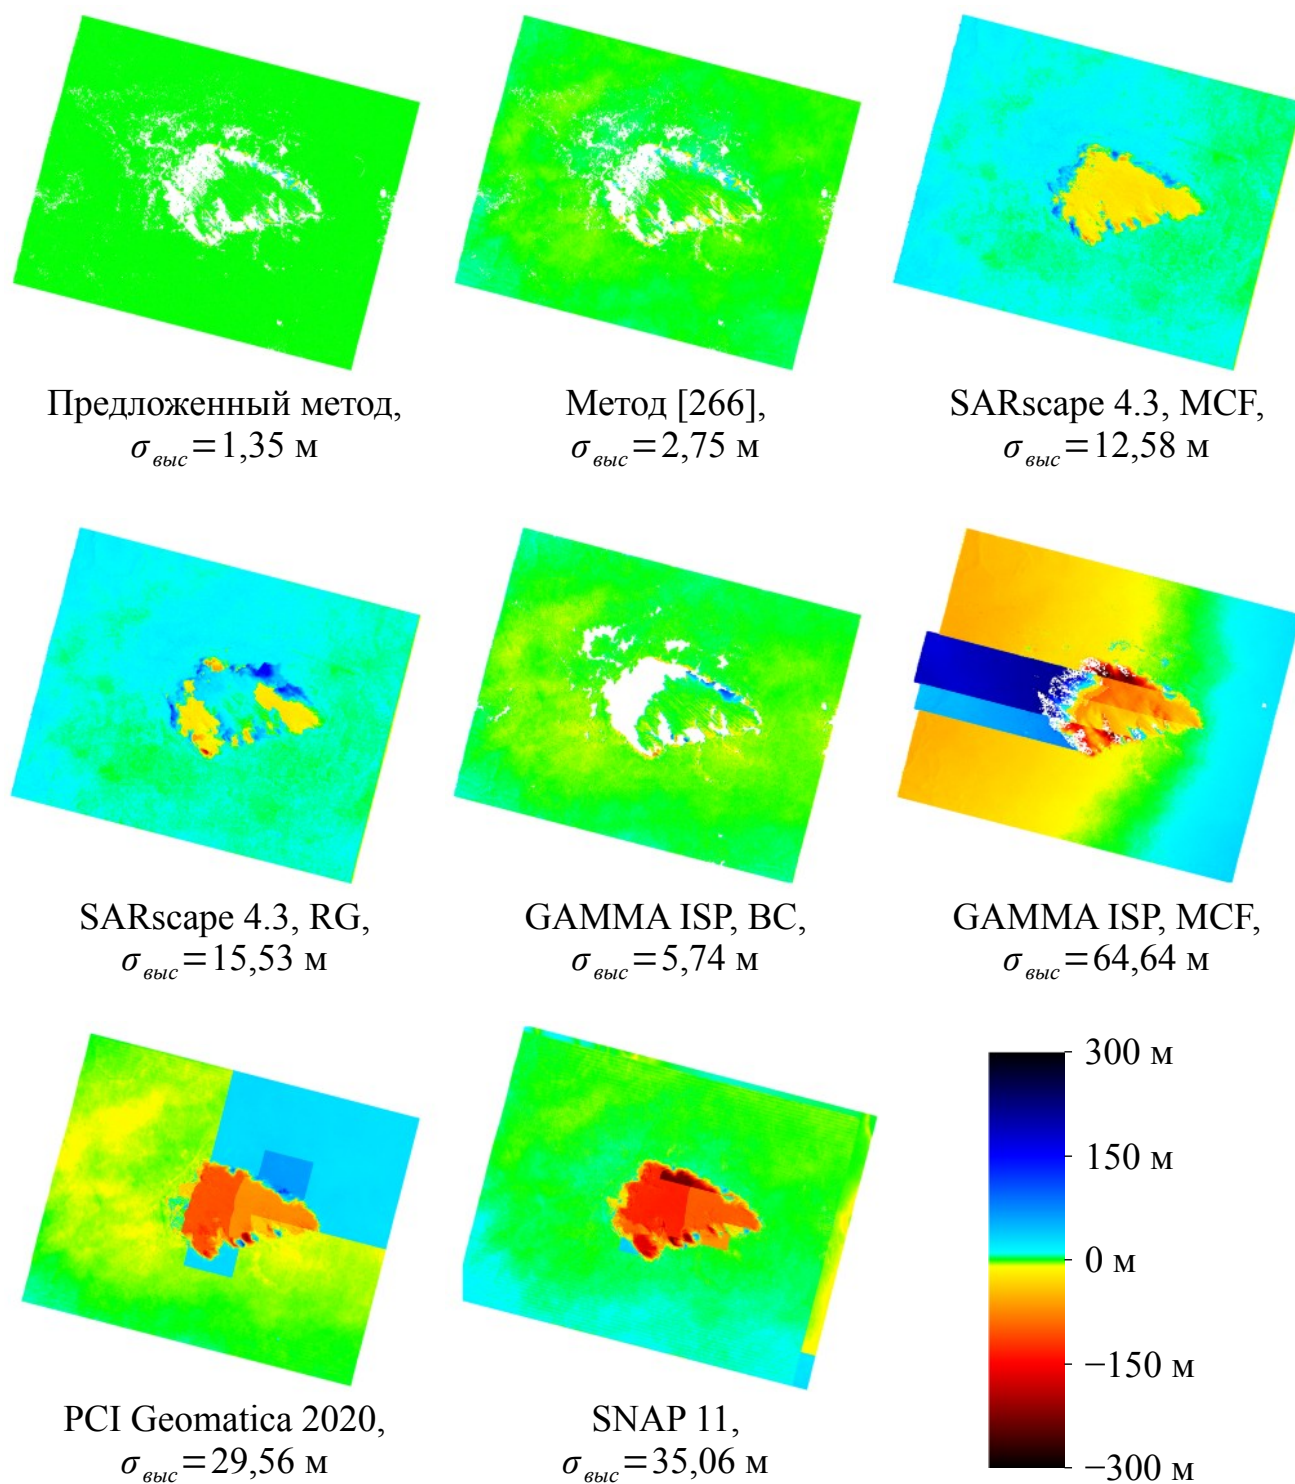 Предложенный метод,
σвыс=1,35 м
Метод [266],
σвыс=2,75 м
SARscape 4.3, MCF,
σвыс=12,58 м
SARscape 4.3, RG,
σвыс=15,53 м
GAMMA ISP, BC,
σвыс=5,74 м
GAMMA ISP, MCF,
σвыс=64,64 м
PCI Geomatica 2020,
σвыс=29,56 м
SNAP 11,
σвыс=35,06 м
300 м
150 м
0 м
−150 м
−300 м